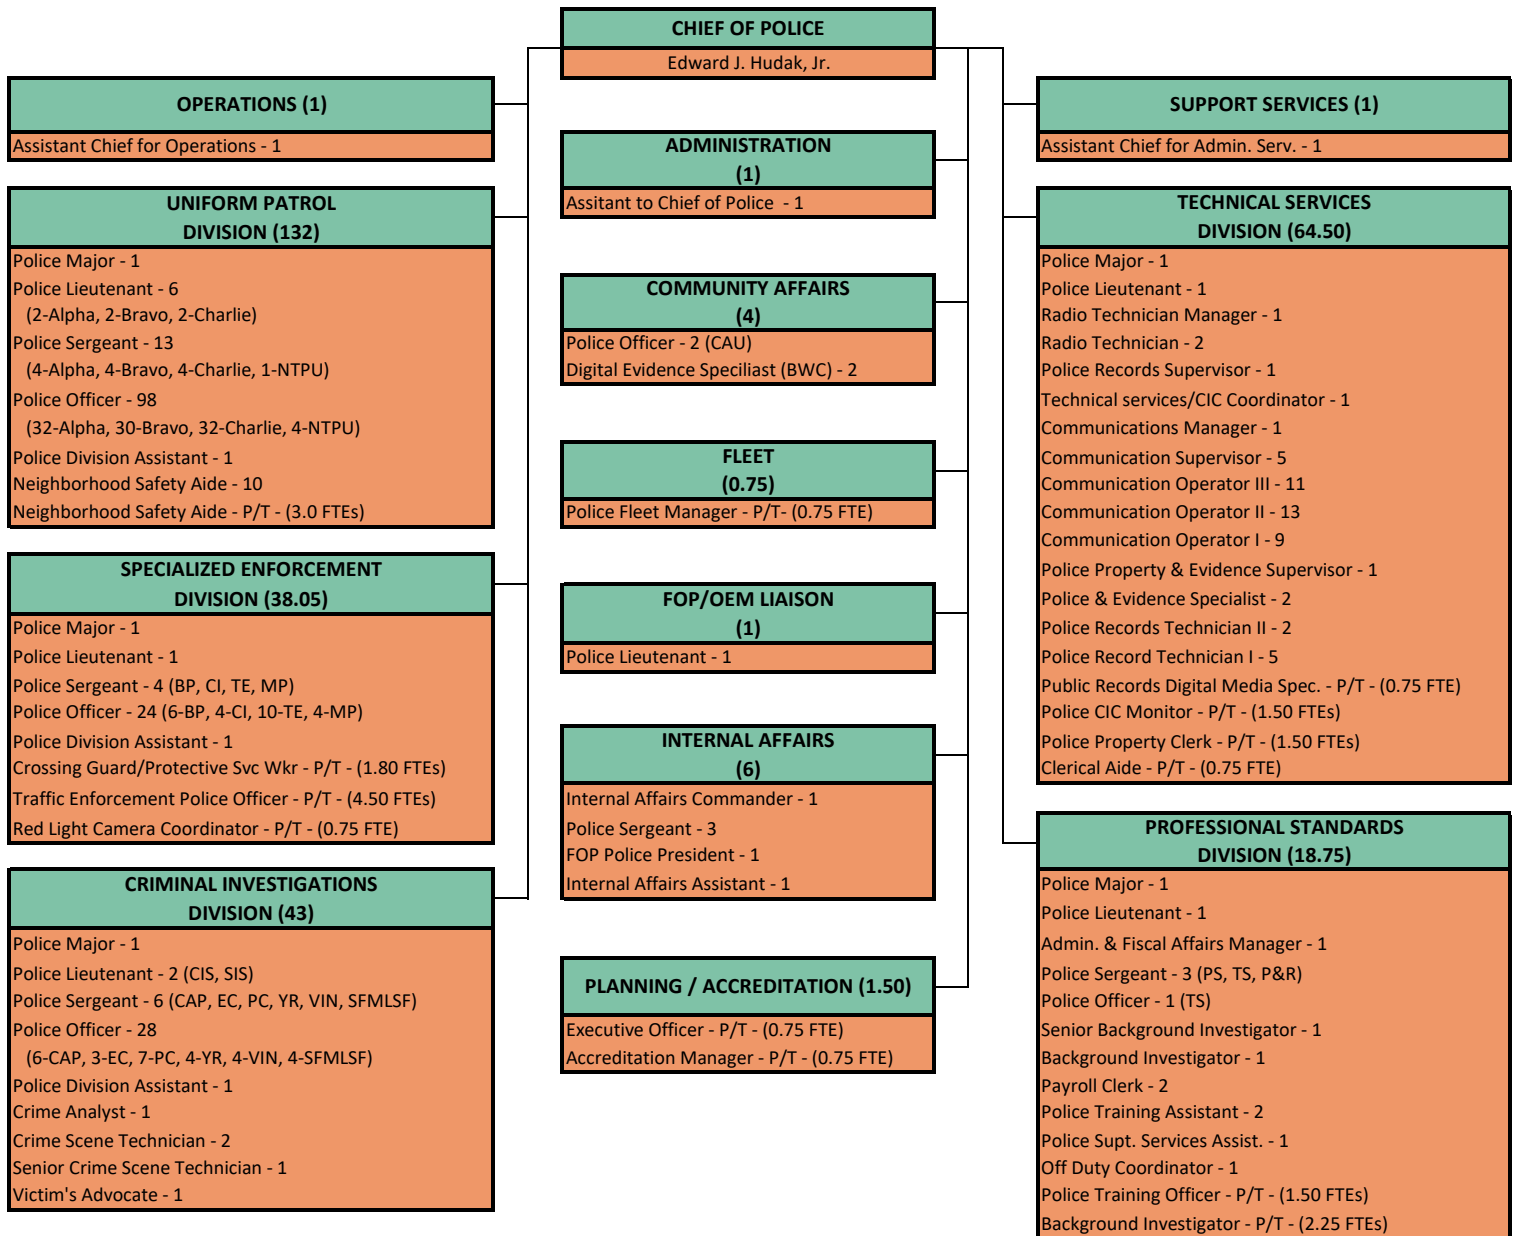 CHIEF OF POLICE
Edward J. Hudak, Jr.
OPERATIONS (1)
Assistant Chief for Operations - 1
UNIFORM PATROL
DIVISION (132)
Police Major - 1
Police Lieutenant - 6
(2-Alpha, 2-Bravo, 2-Charlie)
Police Sergeant - 13
(4-Alpha, 4-Bravo, 4-Charlie, 1-NTPU)
Police Officer - 98
(32-Alpha, 30-Bravo, 32-Charlie, 4-NTPU)
Police Division Assistant - 1
Neighborhood Safety Aide - 10
Neighborhood Safety Aide - P/T - (3.0 FTEs)
SPECIALIZED ENFORCEMENT
DIVISION (38.05)
Police Major - 1
Police Lieutenant - 1
Police Sergeant - 4 (BP, CI, TE, MP)
Police Officer - 24 (6-BP, 4-CI, 10-TE, 4-MP)
Police Division Assistant - 1
Crossing Guard/Protective Svc Wkr - P/T - (1.80 FTEs)
Traffic Enforcement Police Officer - P/T - (4.50 FTEs)
Red Light Camera Coordinator - P/T - (0.75 FTE)
CRIMINAL INVESTIGATIONS
DIVISION (43)
Police Major - 1
Police Lieutenant - 2 (CIS, SIS)
Police Sergeant - 6 (CAP, EC, PC, YR, VIN, SFMLSF)
Police Officer - 28
(6-CAP, 3-EC, 7-PC, 4-YR, 4-VIN, 4-SFMLSF)
Police Division Assistant - 1
Crime Analyst - 1
Crime Scene Technician - 2
Senior Crime Scene Technician - 1
Victim's Advocate - 1
ADMINISTRATION
(1)
Assitant to Chief of Police  - 1
COMMUNITY AFFAIRS
(4)
Police Officer - 2 (CAU)
Digital Evidence Speciliast (BWC) - 2
FLEET
(0.75)
Police Fleet Manager - P/T- (0.75 FTE)
FOP/OEM LIAISON
(1)
Police Lieutenant - 1
INTERNAL AFFAIRS
(6)
Internal Affairs Commander - 1
Police Sergeant - 3
FOP Police President - 1
Internal Affairs Assistant - 1
PLANNING / ACCREDITATION (1.50)
Executive Officer - P/T - (0.75 FTE)
Accreditation Manager - P/T - (0.75 FTE)
SUPPORT SERVICES (1)
Assistant Chief for Admin. Serv. - 1
TECHNICAL SERVICES
DIVISION (64.50)
Police Major - 1
Police Lieutenant - 1
Radio Technician Manager - 1
Radio Technician - 2
Police Records Supervisor - 1
Technical services/CIC Coordinator - 1
Communications Manager - 1
Communication Supervisor - 5
Communication Operator III - 11
Communication Operator II - 13
Communication Operator I - 9
Police Property & Evidence Supervisor - 1
Police & Evidence Specialist - 2
Police Records Technician II - 2
Police Record Technician I - 5
Public Records Digital Media Spec. - P/T - (0.75 FTE)
Police CIC Monitor - P/T - (1.50 FTEs)
Police Property Clerk - P/T - (1.50 FTEs)
Clerical Aide - P/T - (0.75 FTE)
PROFESSIONAL STANDARDS
DIVISION (18.75)
Police Major - 1
Police Lieutenant - 1
Admin. & Fiscal Affairs Manager - 1
Police Sergeant - 3 (PS, TS, P&R)
Police Officer - 1 (TS)
Senior Background Investigator - 1
Background Investigator - 1
Payroll Clerk - 2
Police Training Assistant - 2
Police Supt. Services Assist. - 1
Off Duty Coordinator - 1
Police Training Officer - P/T - (1.50 FTEs)
Background Investigator - P/T - (2.25 FTEs)